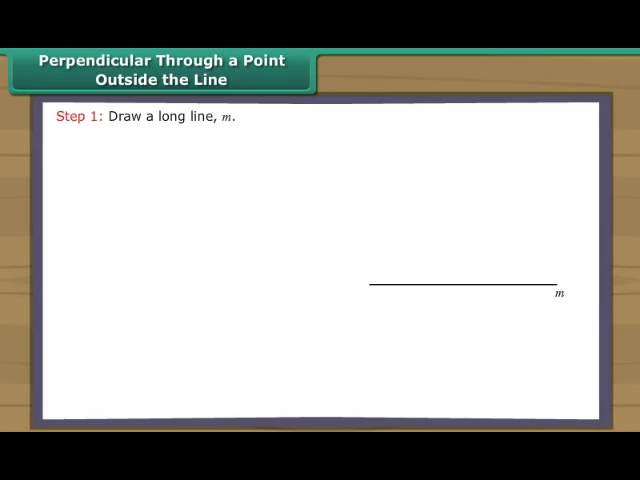 Perpendicular Through a Point
Outside the Line
Step 1: Draw a long line, m.
m